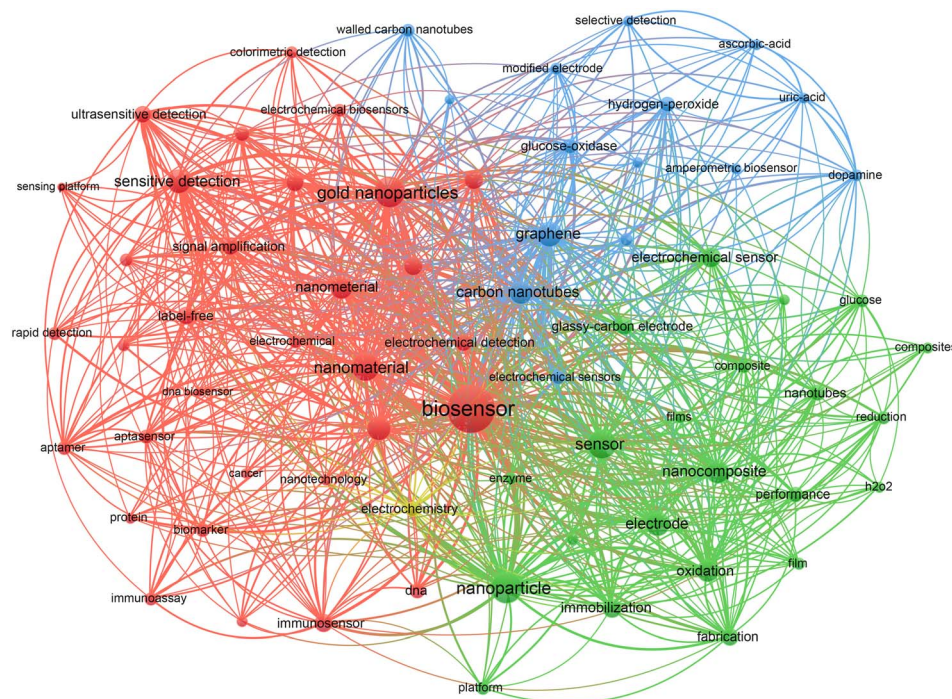 selective detection
walled carbon nanotubes
ascorbic-acid
colorimetric detection
modified electrode
uric-acid
hydrogen-peroxide
electrochemical biosensors
ultrasensitive detection
glucose-oxidase
amperometric biosensor
dopamine
sensitive detection
sensing platform
gold nanoparticles
graphene
signal amplification
electrochemical sensor
nanometerial
carbon nanotubes
glucose
label-free
glassy-carbon electrode
rapid detection
electrochemical
electrochemical detection
composites
nanomaterial
composite
electrochemical sensors
dna biosensor
nanotubes
biosensor
films
reduction
aptasensor
sensor
aptamer
cancer
nanotechnology
enzyme
nanocomposite
h2o2
performance
electrochemistry
protein
biomarker
electrode
film
oxidation
nanoparticle
dna
immunoassay
immobilization
immunosensor
fabrication
platform